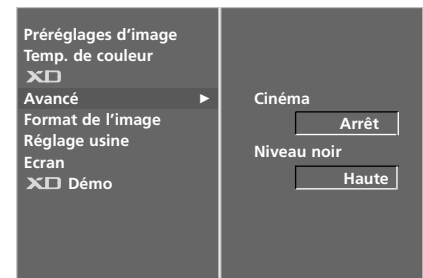 Préréglages d'image
Temp. de couleur
XD
Avancé ►
Format de l'image
Réglage usine
Ecran
XD Démo
Cinéma
Arrêt
Niveau noir
Haute